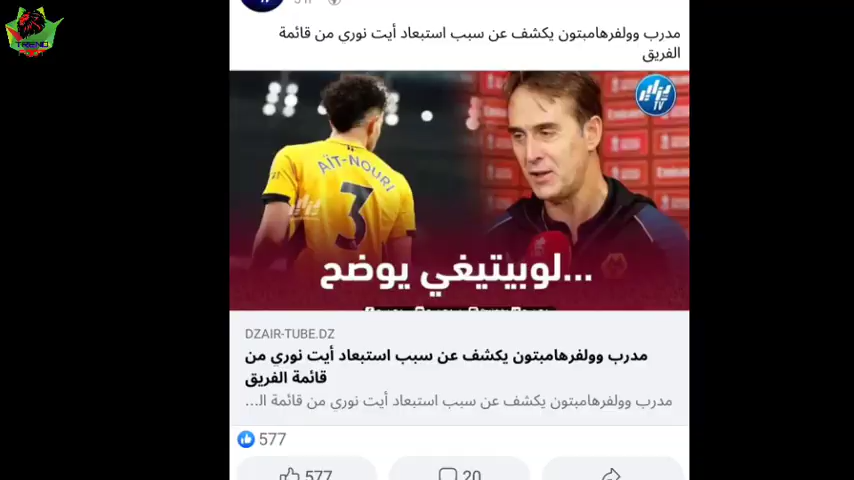 TREND
مدرب وولفرهامبتون يكشف عن سبب استبعاد أيت نوري من قائمة
الفريق
TV
AÏT-NOURI
3
لوبيتيغي يوضح...
DZAIR-TUBE.DZ
مدرب وولفرهامبتون يكشف عن سبب استبعاد أيت نوري من
قائمة الفريق
مدرب وولفرهامبتون يكشف عن سبب استبعاد أيت نوري من قائمة ال...
577
577
20